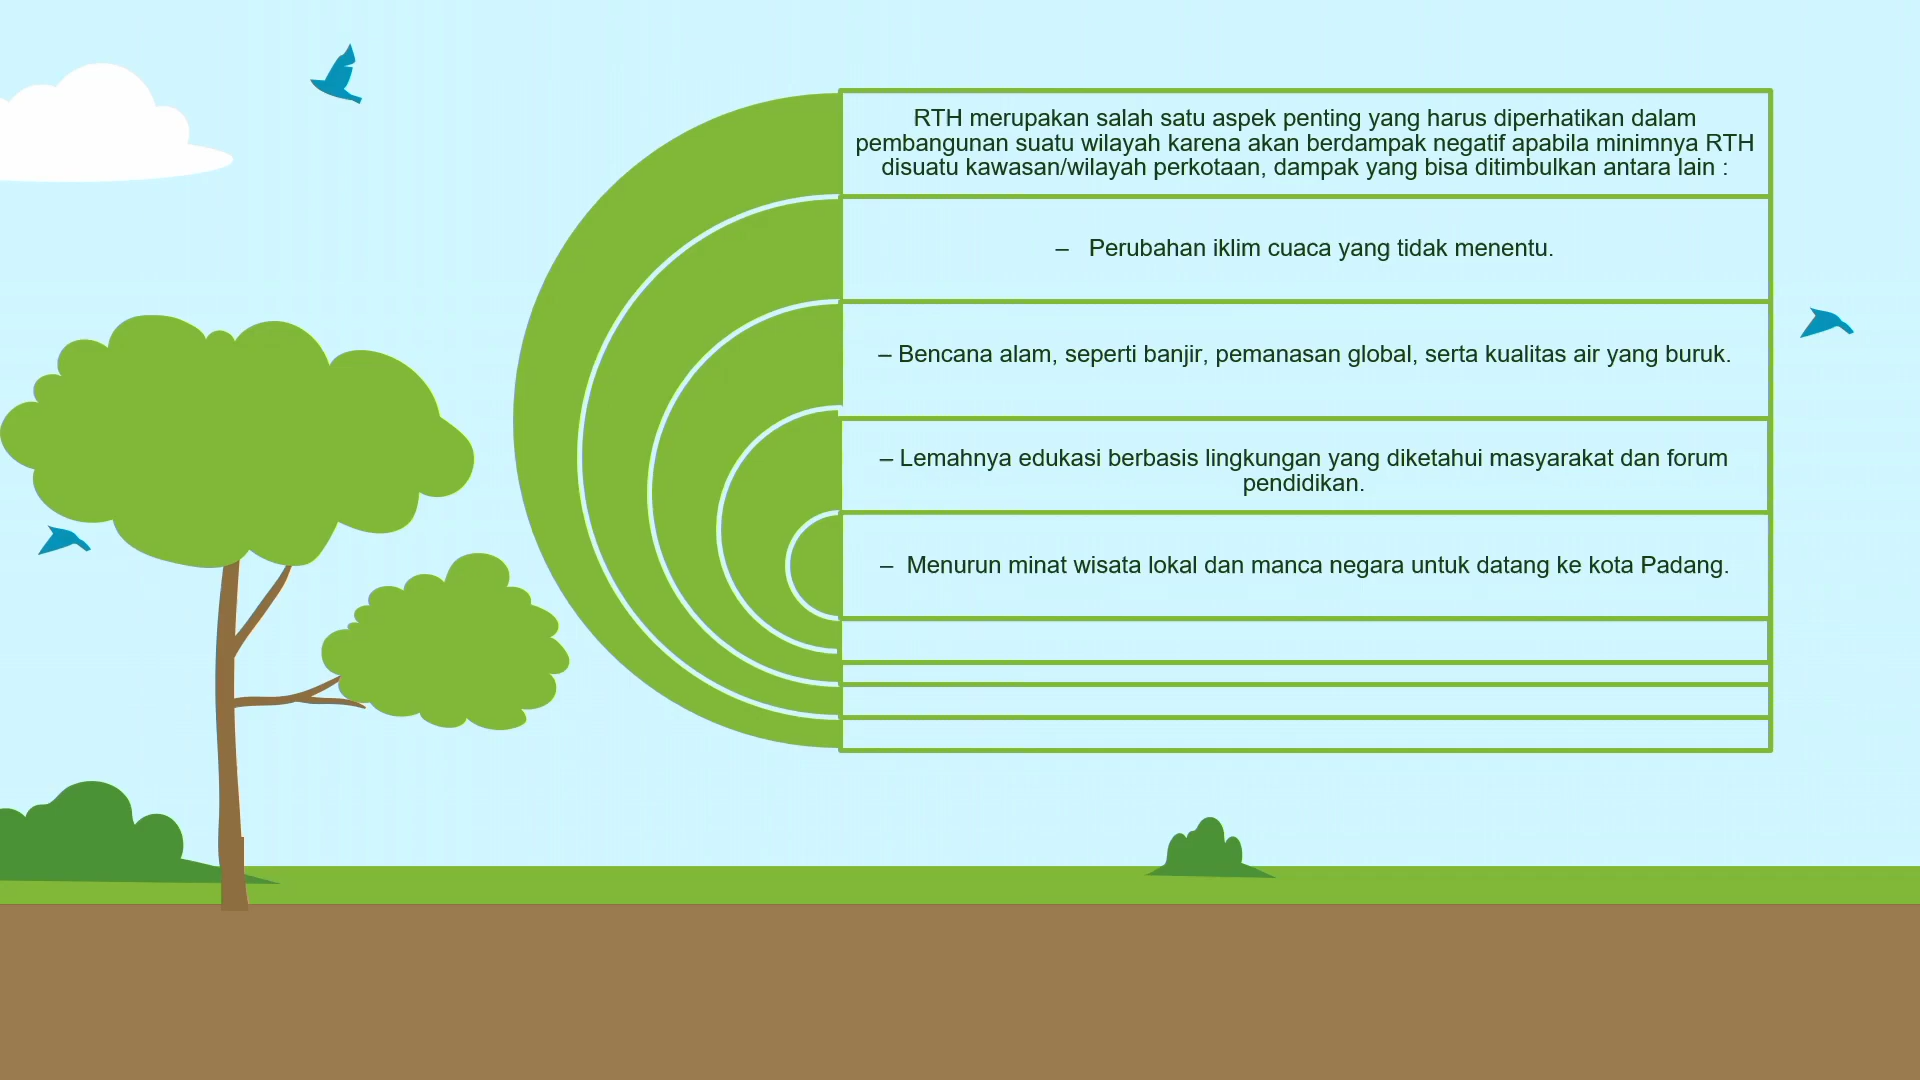 RTH merupakan salah satu aspek penting yang harus diperhatikan dalam
pembangunan suatu wilayah karena akan berdampak negatif apabila minimnya RTH
disuatu kawasan/wilayah perkotaan, dampak yang bisa ditimbulkan antara lain :
– Perubahan iklim cuaca yang tidak menentu.
– Bencana alam, seperti banjir, pemanasan global, serta kualitas air yang buruk.
– Lemahnya edukasi berbasis lingkungan yang diketahui masyarakat dan forum
pendidikan.
– Menurun minat wisata lokal dan manca negara untuk datang ke kota Padang.